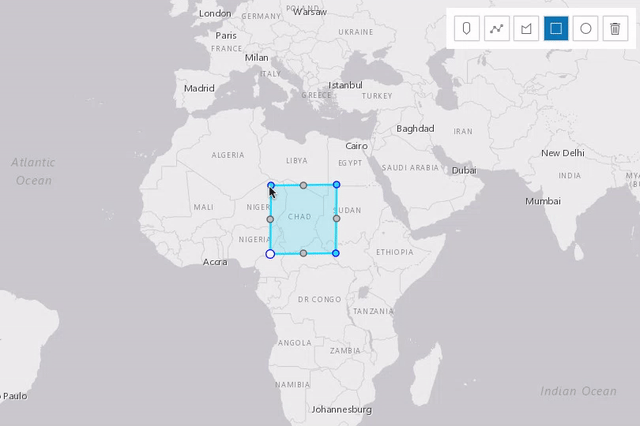 London
GERMANY
POLAND
Warsaw
Paris
UKRAINE
FRANCE
Milan
ITALY
Madrid
Istanbul
GREECE
TURKEY
Baghdad
IRAN
Cairo
New Delhi
Atlantic
Ocean
ALGERIA
LIBYA
EGYPT
SAUDI ARABIA
Dubai
INDIA
MYA
(BU
Mumbai
MALI
NIGER
CHAD
SUDAN
NIGERIA
ETHIOPIA
Accra
DR CONGO
TANZANIA
ANGOLA
ZAMBIA
NAMIBIA
Indian Ocean
Paulo
Johannesburg